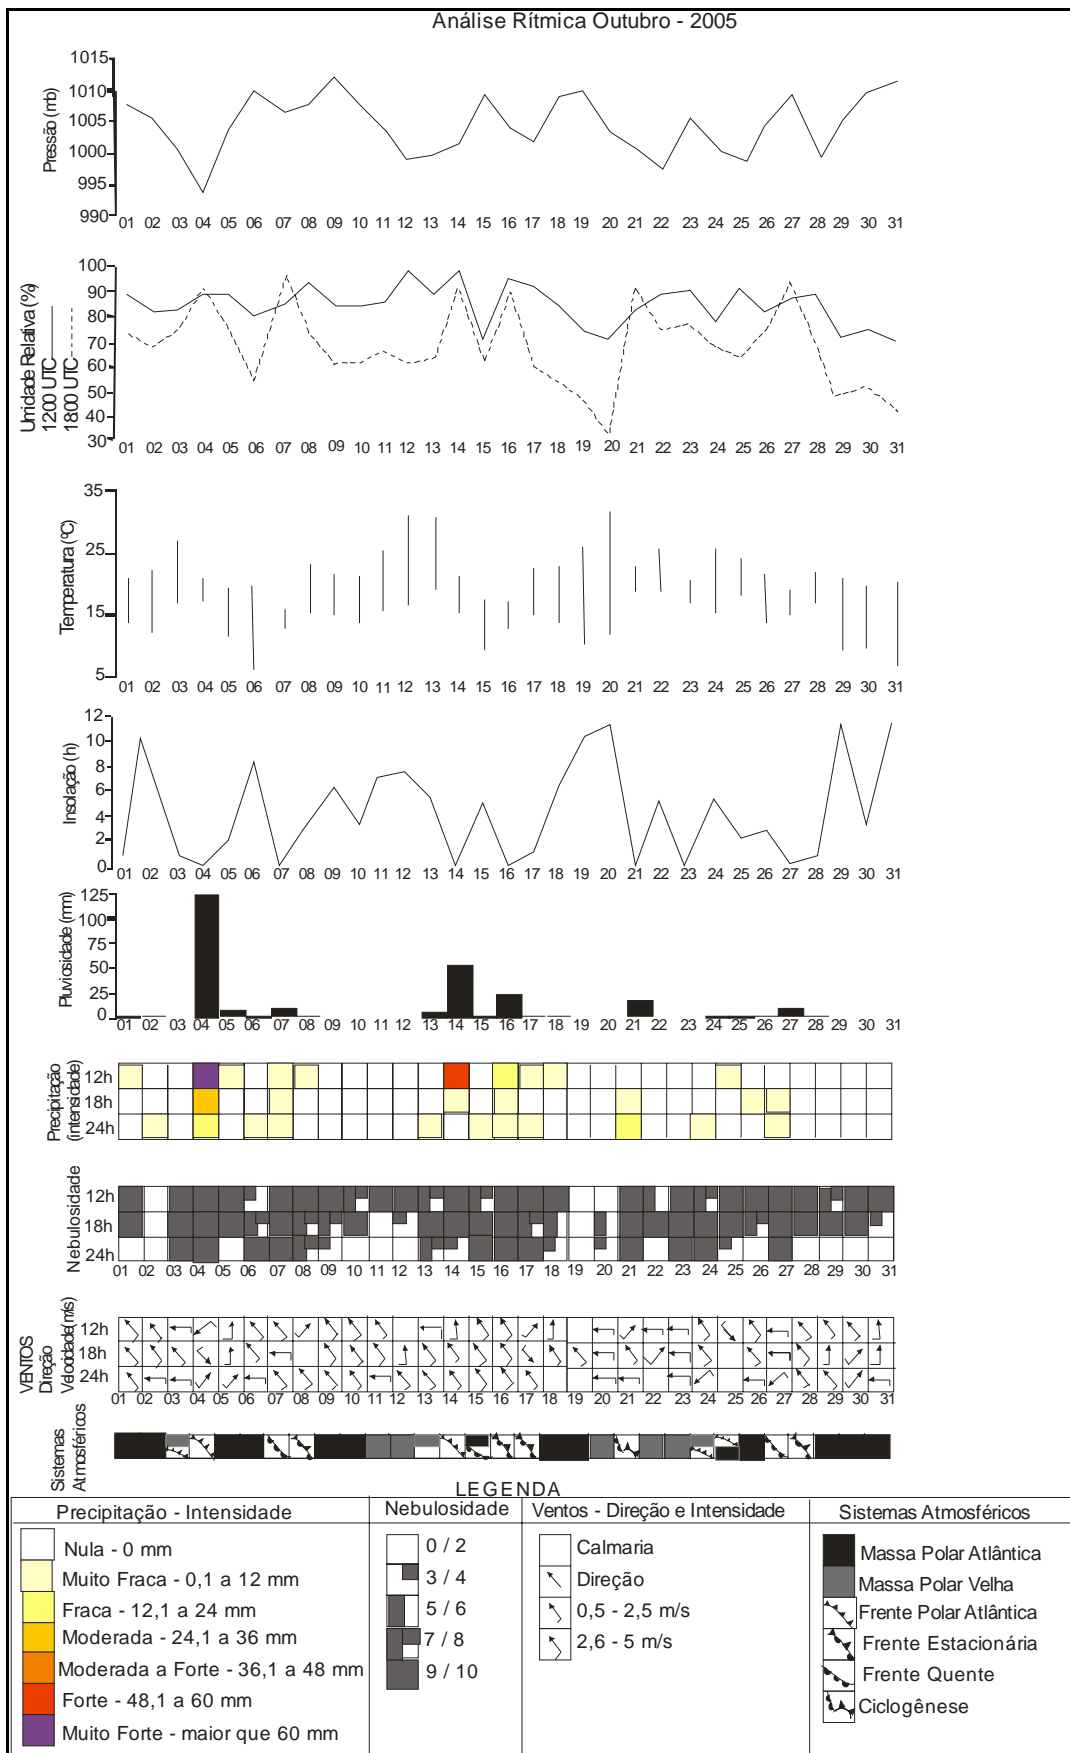 Análise Rítmica Outubro - 2005
Pressão (mb)
1015
1010
1005
1000
995
990
01 02 03 04 05 06 07 08 09 10 11 12 13 14 15 16 17 18 19 20 21 22 23 24 25 26 27 28 29 30 31
Umidade Relativa (%)
1200 UTC
1800 UTC
100
90
80
70
60
50
40
30
01 02 03 04 05 06 07 08 09 10 11 12 13 14 15 16 17 18 19 20 21 22 23 24 25 26 27 28 29 30 31
Temperatura (ºC)
35
25
15
5
01 02 03 04 05 06 07 08 09 10 11 12 13 14 15 16 17 18 19 20 21 22 23 24 25 26 27 28 29 30 31
Insolação (h)
12
10
8
6
4
2
0
01 02 03 04 05 06 07 08 09 10 11 12 13 14 15 16 17 18 19 20 21 22 23 24 25 26 27 28 29 30 31
Pluviosidade (mm)
125
100
75
50
25
0
01 02 03 04 05 06 07 08 09 10 11 12 13 14 15 16 17 18 19 20 21 22 23 24 25 26 27 28 29 30 31
Precipitação
(intensidade)
12h
18h
24h
Nebulosidade
12h
18h
24h
01 02 03 04 05 06 07 08 09 10 11 12 13 14 15 16 17 18 19 20 21 22 23 24 25 26 27 28 29 30 31
VENTOS
Direção
Velocidade(m/s)
12h
18h
24h
01 02 03 04 05 06 07 08 09 10 11 12 13 14 15 16 17 18 19 20 21 22 23 24 25 26 27 28 29 30 31
Sistemas
Atmosféricos
LEGENDA
Precipitação - Intensidade
Nula - 0 mm
Muito Fraca - 0,1 a 12 mm
Fraca - 12,1 a 24 mm
Moderada - 24,1 a 36 mm
Moderada a Forte - 36,1 a 48 mm
Forte - 48,1 a 60 mm
Muito Forte - maior que 60 mm
Nebulosidade
0 / 2
3 / 4
5 / 6
7 / 8
9 / 10
Ventos - Direção e Intensidade
Calmaria
Direção
0,5 - 2,5 m/s
2,6 - 5 m/s
Sistemas Atmosféricos
Massa Polar Atlântica
Massa Polar Velha
Frente Polar Atlântica
Frente Estacionária
Frente Quente
Ciclogênese